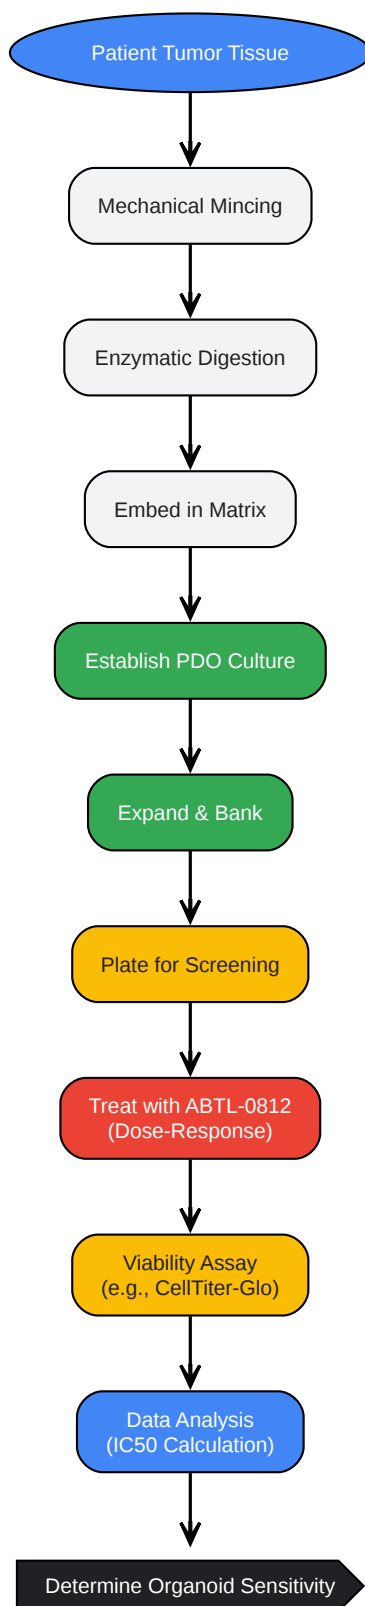 Patient Tumor Tissue
Mechanical Mincing
Enzymatic Digestion
Embed in Matrix
Establish PDO Culture
Expand & Bank
Plate for Screening
Treat with ABTL-0812
(Dose-Response)
Viability Assay
(e.g., CellTiter-Glo)
Data Analysis
(IC50 Calculation)
Determine Organoid Sensitivity